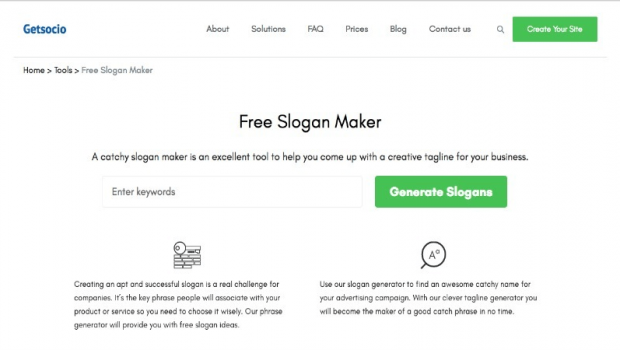 Getsocio
About Solutions FAQ Prices Blog Contact us Create Your Site
Home > Tools > Free Slogan Maker
Free Slogan Maker
A catchy slogan maker is an excellent tool to help you come up with a creative tagline for your business.
Enter keywords
Generate Slogans
Creating an apt and successful slogan is a real challenge for
companies. It's the key phrase people will associate with your
product or service so you need to choose it wisely. Our phrase
generator will provide you with free slogan ideas.
A
Use our slogan generator to find an awesome catchy name for
your advertising campaign. With our clever tagline generator you
will become the maker of a good catch phrase in no time.